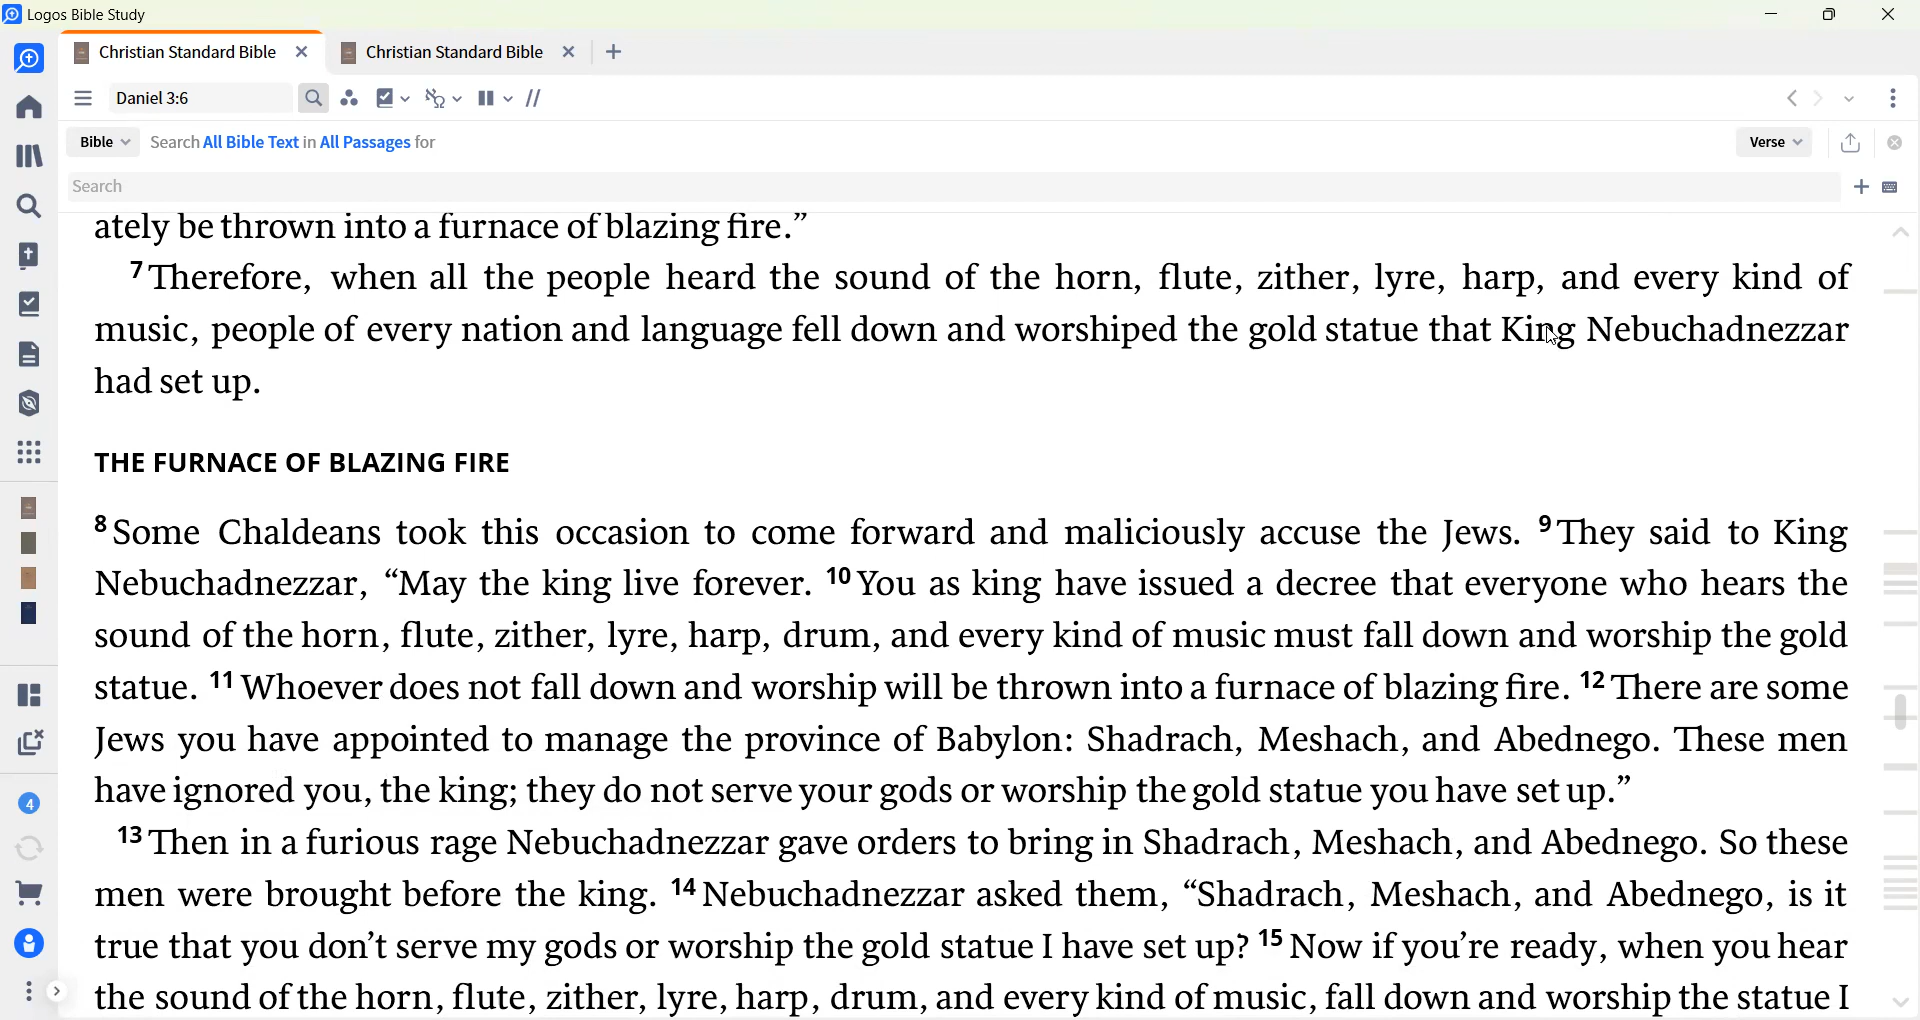 Logos Bible Study
Christian Standard Bible
Christian Standard Bible
Daniel 3:6
Bible Search All Bible Text in All Passages for Verse
Search
ately be thrown into a furnace of blazing fire.”
7 Therefore, when all the people heard the sound of the horn, flute, zither, lyre, harp, and every kind of
music, people of every nation and language fell down and worshiped the gold statue that King Nebuchadnezzar
had set up.
THE FURNACE OF BLAZING FIRE
8 Some Chaldeans took this occasion to come forward and maliciously accuse the Jews. 9 They said to King
Nebuchadnezzar, “May the king live forever. 10 You as king have issued a decree that everyone who hears the
sound of the horn, flute, zither, lyre, harp, drum, and every kind of music must fall down and worship the gold
statue. 11 Whoever does not fall down and worship will be thrown into a furnace of blazing fire. 12 There are some
Jews you have appointed to manage the province of Babylon: Shadrach, Meshach, and Abednego. These men
have ignored you, the king; they do not serve your gods or worship the gold statue you have set up.”
13 Then in a furious rage Nebuchadnezzar gave orders to bring in Shadrach, Meshach, and Abednego. So these
men were brought before the king. 14 Nebuchadnezzar asked them, “Shadrach, Meshach, and Abednego, is it
true that you don’t serve my gods or worship the gold statue I have set up? 15 Now if you’re ready, when you hear
the sound of the horn, flute, zither, lyre, harp, drum, and every kind of music, fall down and worship the statue I
4